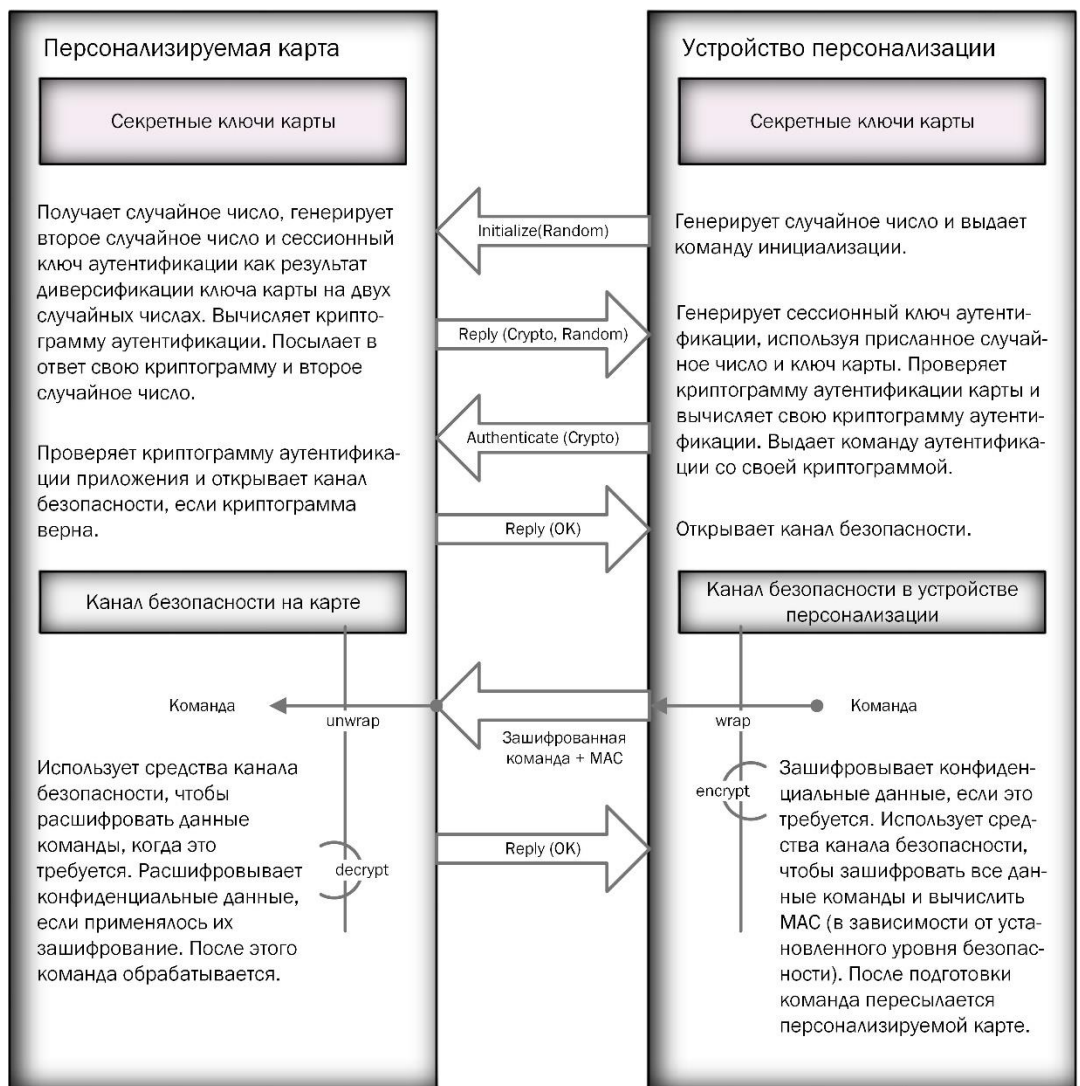 Персонализируемая карта
Секретные ключи карты
Получает случайное число, генерирует
второе случайное число и сессионный
ключ аутентификации как результат
диверсификации ключа карты на двух
случайных числах. Вычисляет крипто-
грамму аутентификации. Посылает в
ответ свою криптограмму и второе
случайное число.
Проверяет криптограмму аутентифика-
ции приложения и открывает канал
безопасности, если криптограмма
верна.
Канал безопасности на карте
Команда
unwrap
Использует средства канала
безопасности, чтобы
расшифровать данные
команды, когда это
требуется. Расшифровывает
конфиденциальные данные,
если применялось их
зашифрование. После этого
команда обрабатывается.
decrypt
Initialize(Random)
Reply (Crypto, Random)
Authenticate (Crypto)
Reply (OK)
Зашифрованная
команда + MAC
Reply (OK)
Устройство персонализации
Секретные ключи карты
Генерирует случайное число и выдает
команду инициализации.
Генерирует сессионный ключ аутенти-
фикации, используя присланное случай-
ное число и ключ карты. Проверяет
криптограмму аутентификации карты и
вычисляет свою криптограмму аутенти-
фикации. Выдает команду аутентифика-
ции со своей криптограммой.
Открывает канал безопасности.
Канал безопасности в устройстве
персонализации
wrap
Команда
encrypt
Зашифровывает конфиден-
циальные данные, если это
требуется. Использует сред-
ства канала безопасности,
чтобы зашифровать все дан-
ные команды и вычислить
MAC (в зависимости от уста-
новленного уровня безопас-
ности). После подготовки
команда пересылается
персонализируемой карте.